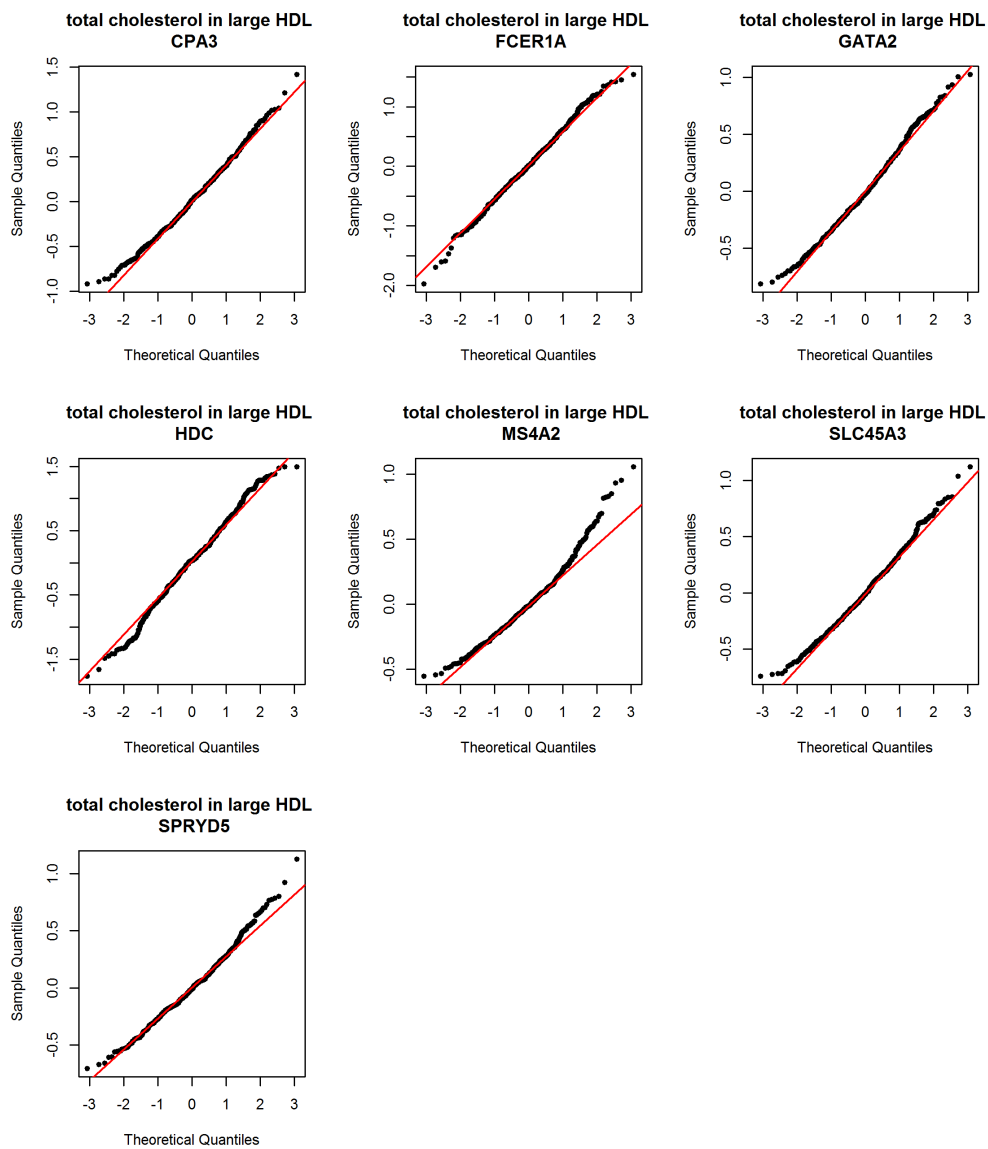 total cholesterol in large HDL
CPA3
Sample Quantiles
1.5
1.0
0.5
0.0
-0.5
-1.0
-3 -2 -1 0 1 2 3
Theoretical Quantiles
total cholesterol in large HDL
FCER1A
Sample Quantiles
1.0
0.0
-1.0
-2.0
-3 -2 -1 0 1 2 3
Theoretical Quantiles
total cholesterol in large HDL
GATA2
Sample Quantiles
1.0
0.5
0.0
-0.5
-3 -2 -1 0 1 2 3
Theoretical Quantiles
total cholesterol in large HDL
HDC
Sample Quantiles
1.5
0.5
-0.5
-1.5
-3 -2 -1 0 1 2 3
Theoretical Quantiles
total cholesterol in large HDL
MS4A2
Sample Quantiles
1.0
0.5
0.0
-0.5
-3 -2 -1 0 1 2 3
Theoretical Quantiles
total cholesterol in large HDL
SLC45A3
Sample Quantiles
1.0
0.5
0.0
-0.5
-3 -2 -1 0 1 2 3
Theoretical Quantiles
total cholesterol in large HDL
SPRYD5
Sample Quantiles
1.0
0.5
0.0
-0.5
-3 -2 -1 0 1 2 3
Theoretical Quantiles